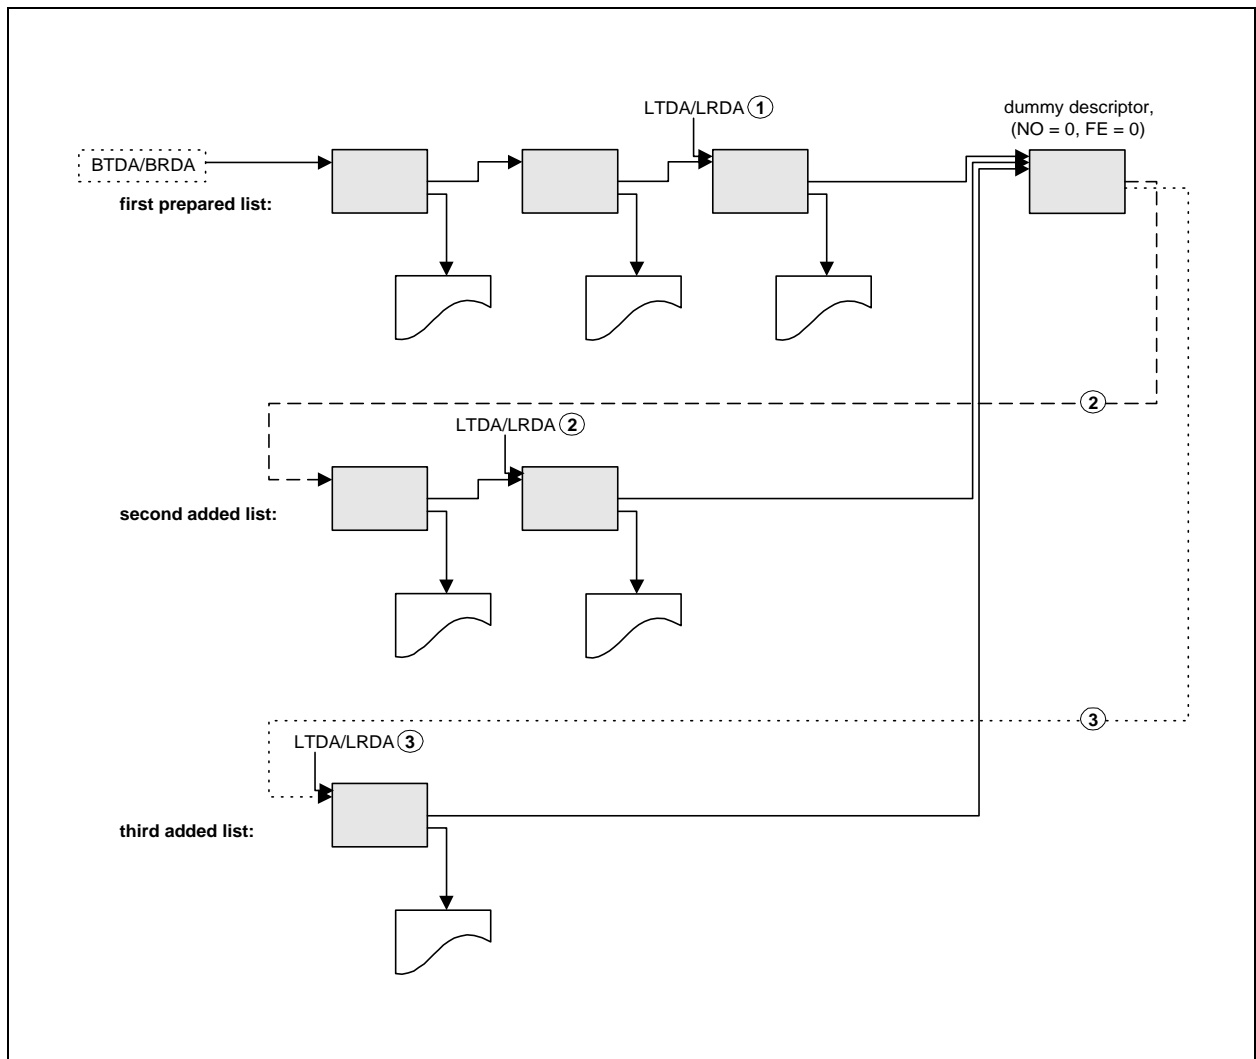 LTDA/LRDA 1
dummy descriptor,
(NO = 0, FE = 0)
BTDA/BRDA
first prepared list:
2
LTDA/LRDA 2
second added list:
3
LTDA/LRDA 3
third added list: